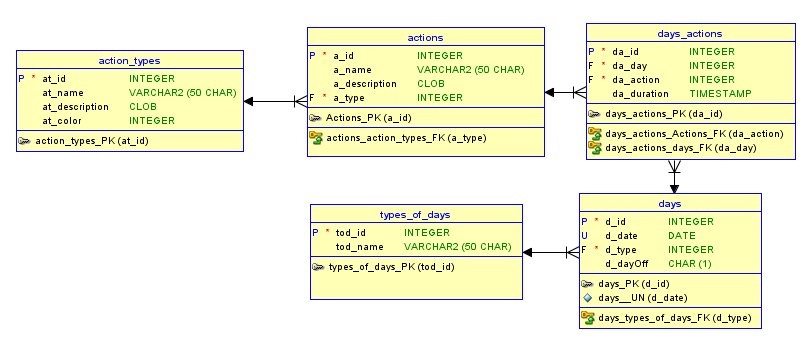 action_types
P * at_id INTEGER
at_name VARCHAR2 (50 CHAR)
at_description CLOB
at_color INTEGER
action_types_PK (at_id)
actions
P * a_id INTEGER
a_name VARCHAR2 (50 CHAR)
a_description CLOB
F * a_type INTEGER
Actions_PK (a_id)
actions_action_types_FK (a_type)
days_actions
P * da_id INTEGER
F * da_day INTEGER
F * da_action INTEGER
da_duration TIMESTAMP
days_actions_PK (da_id)
days_actions_Actions_FK (da_action)
days_actions_days_FK (da_day)
types_of_days
P * tod_id INTEGER
tod_name VARCHAR2 (50 CHAR)
types_of_days_PK (tod_id)
days
P * d_id INTEGER
U d_date DATE
F * d_type INTEGER
d_dayOff CHAR (1)
days_PK (d_id)
days__UN (d_date)
days_types_of_days_FK (d_type)